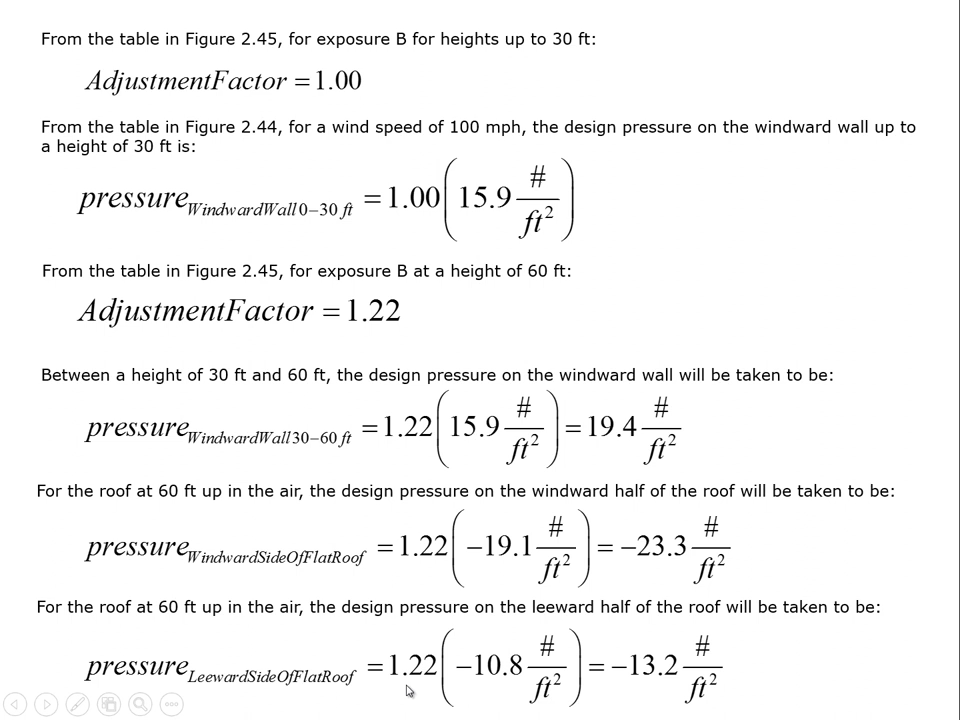 From the table in Figure 2.45, for exposure B for heights up to 30 ft:
AdjustmentFactor = 1.00
From the table in Figure 2.44, for a wind speed of 100 mph, the design pressure on the windward wall up to
a height of 30 ft is:
pressure_{WindwardWall0–30 ft} = 1.00 ( 15.9 #/ft² )
From the table in Figure 2.45, for exposure B at a height of 60 ft:
AdjustmentFactor = 1.22
Between a height of 30 ft and 60 ft, the design pressure on the windward wall will be taken to be:
pressure_{WindwardWall30–60 ft} = 1.22 ( 15.9 #/ft² ) = 19.4 #/ft²
For the roof at 60 ft up in the air, the design pressure on the windward half of the roof will be taken to be:
pressure_{WindwardSideOfFlatRoof} = 1.22 ( −19.1 #/ft² ) = −23.3 #/ft²
For the roof at 60 ft up in the air, the design pressure on the leeward half of the roof will be taken to be:
pressure_{LeewardSideOfFlatRoof} = 1.22 ( −10.8 #/ft² ) = −13.2 #/ft²